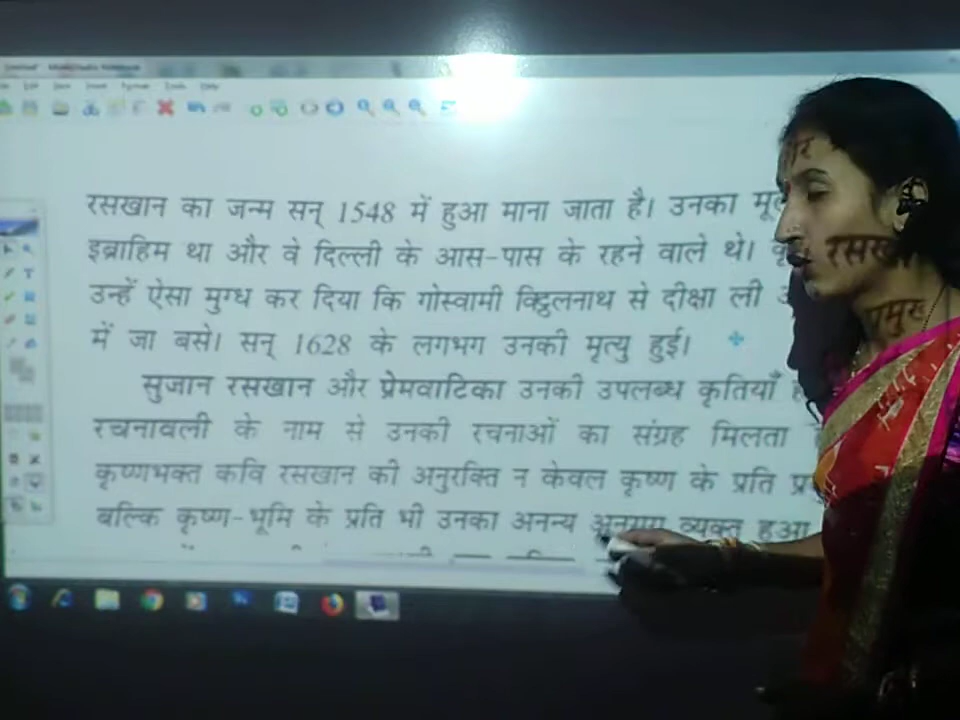 रसखान का जन्म सन् 1548 में हुआ माना जाता है। उनका
इब्राहिम था और वे दिल्ली के आस-पास के रहने वाले थे।
उन्हें ऐसा मुग्ध कर दिया कि गोस्वामी विट्ठलनाथ से दीक्षा ली
में जा बसे। सन् 1628 के लगभग उनकी मृत्यु हुई।
सुजान रसखान और प्रेमवाटिका उनकी उपलब्ध कृतियाँ
रचनावली के नाम से उनकी रचनाओं का संग्रह मिलता
कृष्णभक्त कवि रसखान की अनुरक्ति न केवल कृष्ण के प्रति
बल्कि कृष्ण-भूमि के प्रति भी उनका अनन्य अनुराग व्यक्त हुआ